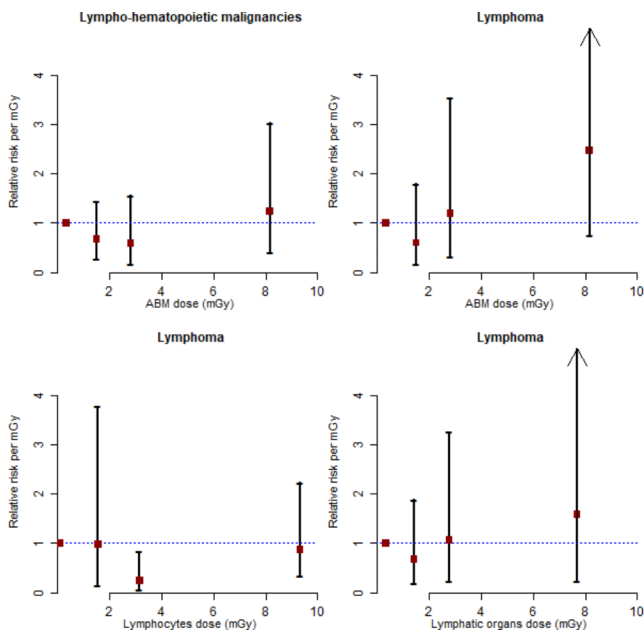 Lympho-hematopoietic malignancies
Relative risk per mGy
4
3
2
1
0
2 4 6 8 10
ABM dose (mGy)
Lymphoma
Relative risk per mGy
4
3
2
1
0
2 4 6 8 10
ABM dose (mGy)
Lymphoma
Relative risk per mGy
4
3
2
1
0
2 4 6 8 10
Lymphocytes dose (mGy)
Lymphoma
Relative risk per mGy
4
3
2
1
0
2 4 6 8 10
Lymphatic organs dose (mGy)